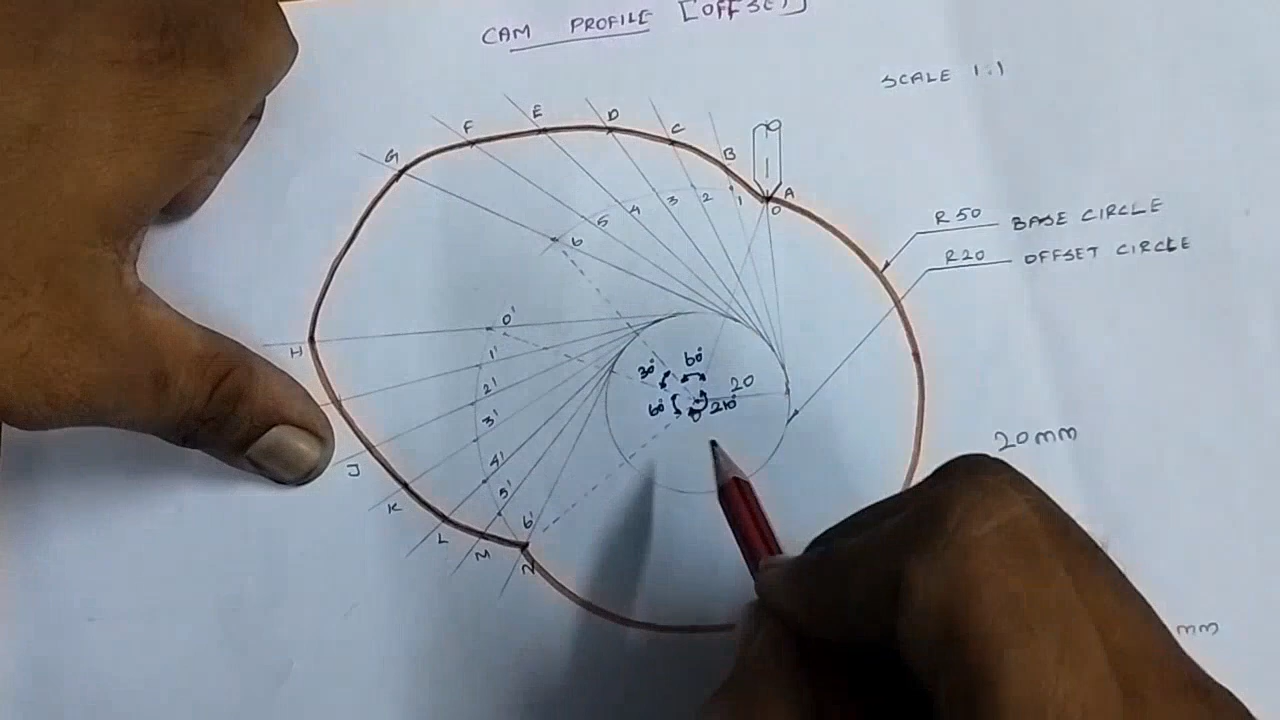 CAM PROFILE [OFFSET]
SCALE 1:1
G F E D C B A
6 5 4 3 2 1 0
R50 BASE CIRCLE
R20 OFFSET CIRCLE
H 0'
1'
J 2'
K 3'
L 4'
M 5'
N 6'
30° 60°
20
60° 210°
O
20mm
mm